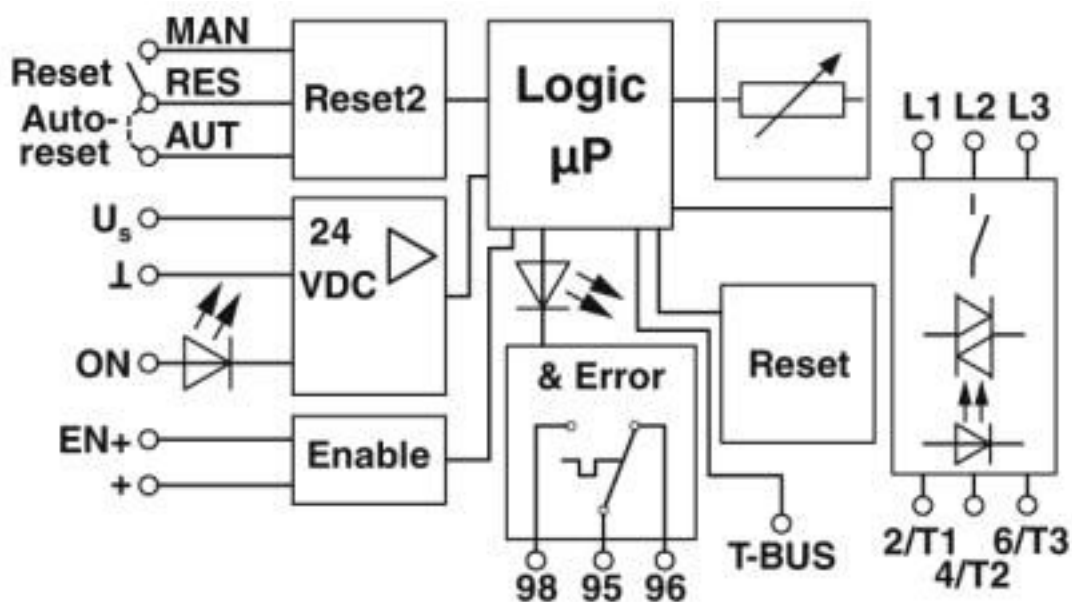 MAN
Reset
RES
Auto-
reset
AUT
Reset2
Logic
µP
L1 L2 L3
Us
⊥
24
VDC
ON
EN+
+
Enable
& Error
Reset
98 95 96
T-BUS
2/T1 6/T3
4/T2